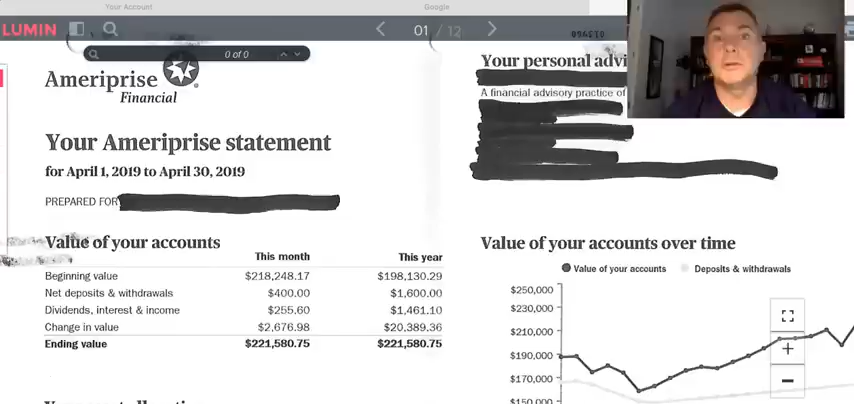 Your Account
Google
LUMIN
01 / 12
0 of 0
Ameriprise
Financial
Your Ameriprise statement
for April 1, 2019 to April 30, 2019
PREPARED FOR
Value of your accounts
This month This year
Beginning value $218,248.17 $198,130.29
Net deposits & withdrawals $400.00 $1,600.00
Dividends, interest & income $255.60 $1,461.10
Change in value $2,676.98 $20,389.36
Ending value $221,580.75 $221,580.75
Your personal advi
A financial advisory practice of
Value of your accounts over time
Value of your accounts Deposits & withdrawals
$250,000
$230,000
$210,000
$190,000
$170,000
$150,000